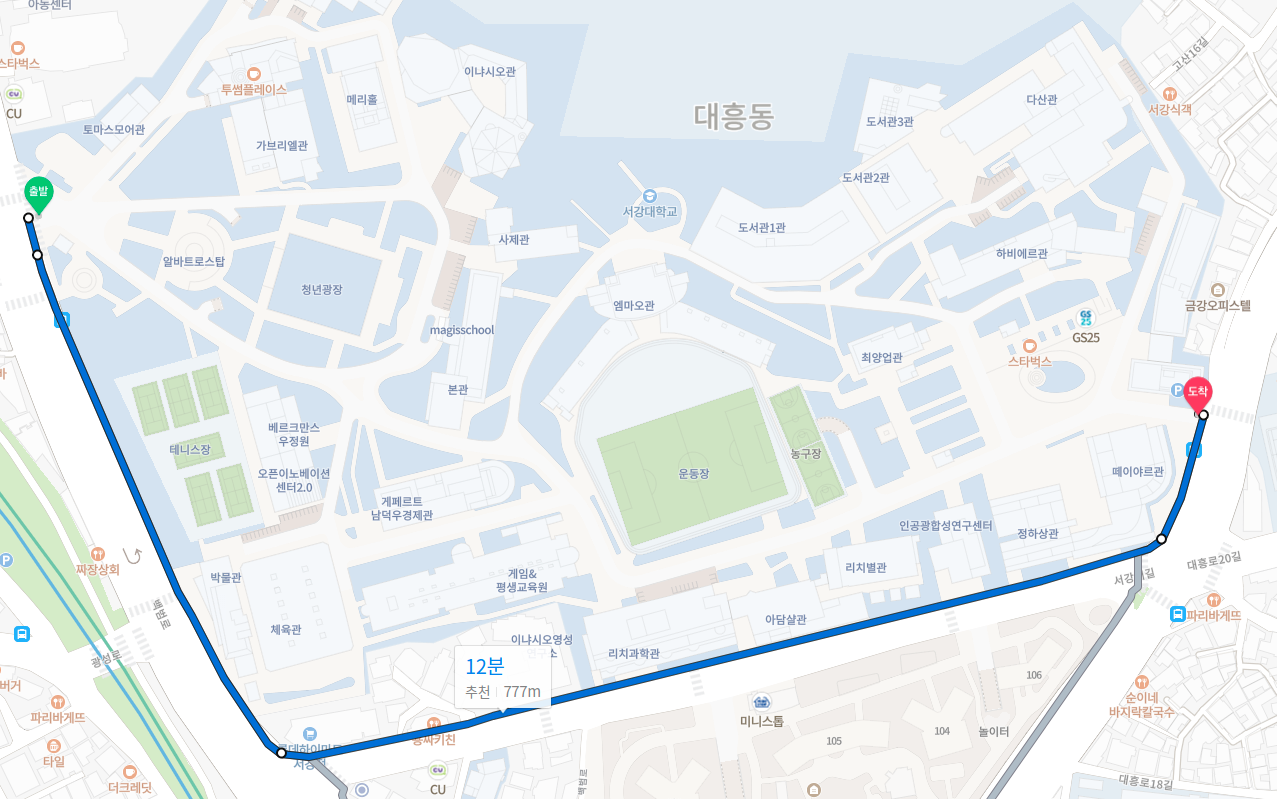 아동센터
스타벅스
CU
투썸플레이스
토마스모어관
가브리엘관
메리홀
이냐시오관
대흥동
도서관3관
다산관
고산16길
서강식객
출발
서강대학교
도서관2관
도서관1관
사제관
알바트로스탑
청년광장
엠마오관
하비에르관
금강오피스텔
magisschool
GS25
GS25
최양업관
스타벅스
본관
P
도착
베르크만스
우정원
테니스장
오픈이노베이션
센터2.0
운동장
농구장
떼이야르관
게페르트
남덕우경제관
인공광합성연구센터
정하상관
P
짜장상회
박물관
게임&
평생교육원
리치별관
대흥로20길
백범로
체육관
아담샬관
파리바게뜨
이냐시오영성
리치과학관
광성로
12분
추천
777m
버거
파리바게뜨
106
순이네
바지락칼국수
미니스톱
104
놀이터
105
타일
더크레딧
CU
백범로
대흥로18길